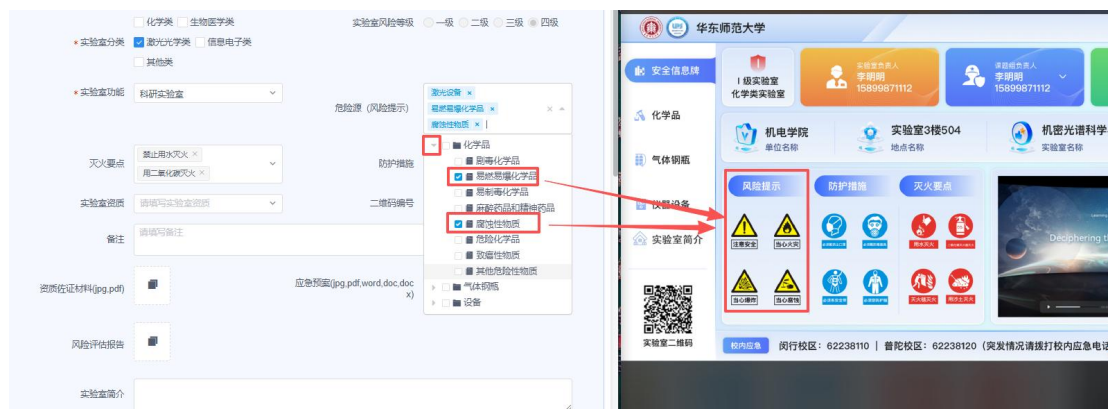 化学类 生物医学类
实验室风险等级 一级 二级 三级 四级
* 实验室分类 激光光学类 信息电子类
其他类
* 实验室功能 科研实验室
危险源（风险提示）
激光设备 ×
易燃易爆化学品 ×
腐蚀性物质 ×
化学品
剧毒化学品
易燃易爆化学品
易制毒化学品
麻醉药品和精神药品
腐蚀性物质
危险化学品
致癌性物质
其他危险性物质
气体钢瓶
设备
灭火要点
禁止用水灭火 ×
用二氧化碳灭火 ×
防护措施
实验室资质 请填写实验室资质
二维码编号
备注 请填写备注
资质佐证材料(jpg.pdf)
应急预案(jpg.pdf,word,doc,doc
x)
风险评估报告
实验室简介
华东师范大学
安全信息牌
化学品
气体钢瓶
仪器设备
实验室简介
实验室二维码
I 级实验室
化学类实验室
实验室负责人
李明明
15899871112
课题组负责人
李明明
15899871112
机电学院
单位名称
实验室3楼504
地点名称
机密光谱科学
实验室名称
风险提示 防护措施 灭火要点
注意安全 当心火灾
当心爆炸 当心腐蚀
用水灭火
灭火毯灭火 用沙土灭火
Deciphering t
校内应急 闵行校区：62238110 | 普陀校区：62238120（突发情况请拨打校内应急电话